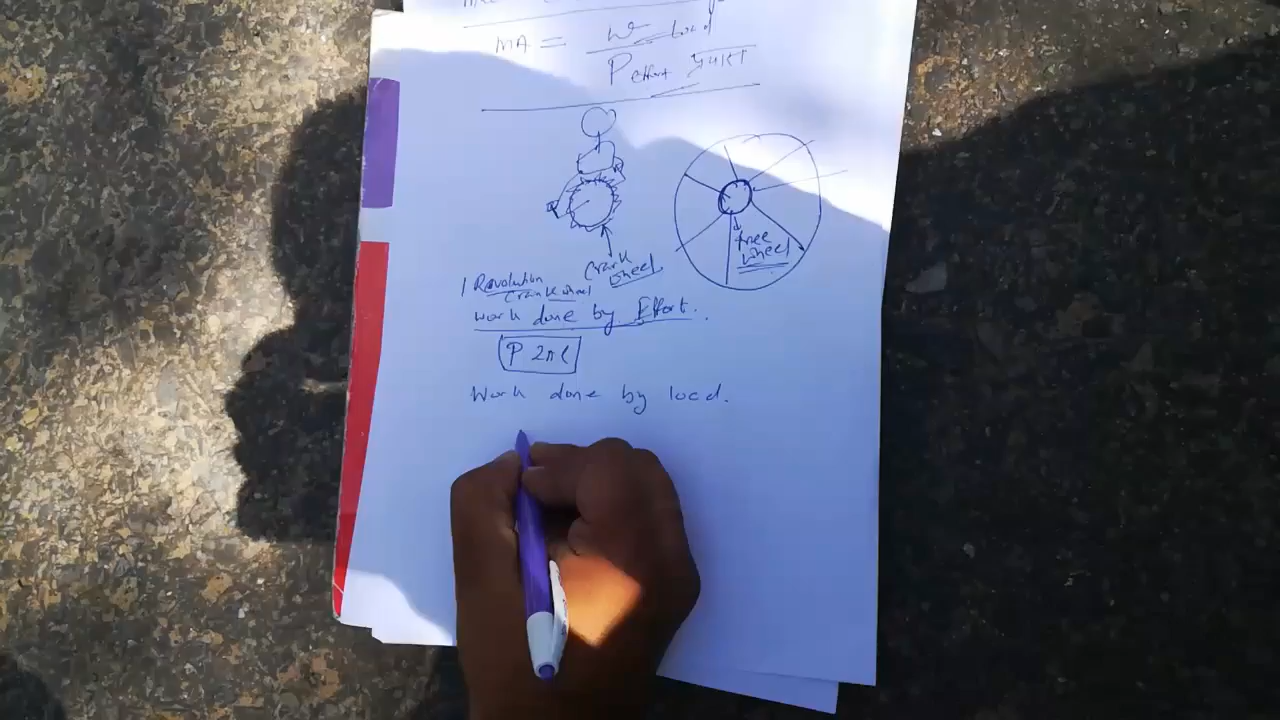 MA = W Load
P effort
Crank
wheel
free
wheel
1 Revolution
Crank wheel
Work done by Effort.
P 2πl
Work done by load.